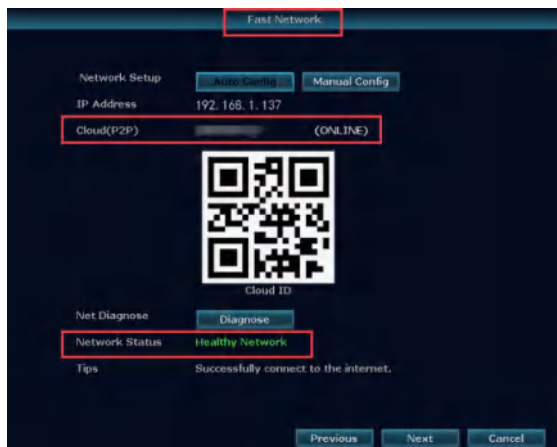 Fast Network
Network Setup Auto Config Manual Config
IP Address 192.168.1.137
Cloud(P2P) (ONLINE)
Cloud ID
Net Diagnose Diagnose
Network Status Healthy Network
Tips Successfully connect to the internet.
Previous Next Cancel